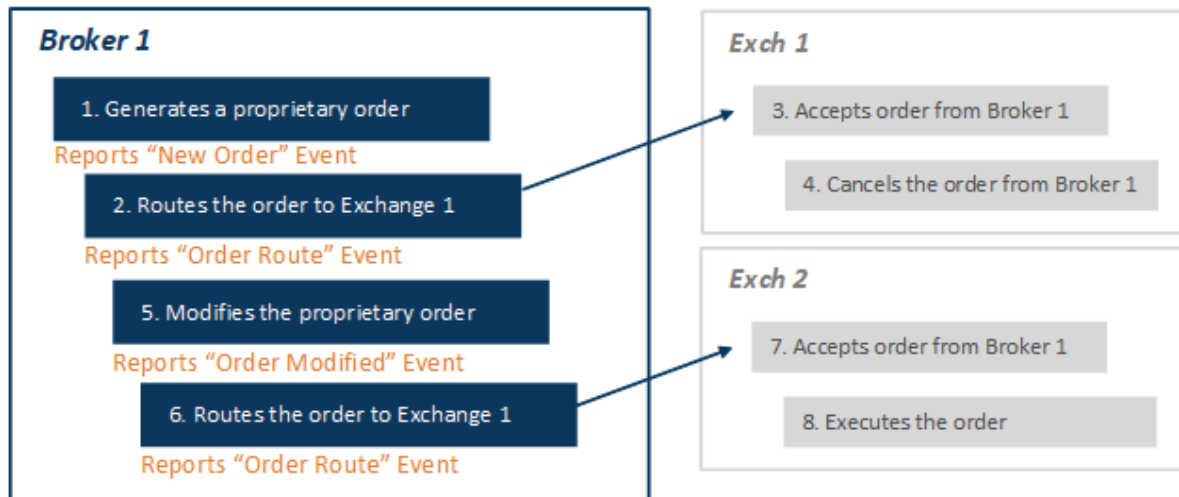 Broker 1
1. Generates a proprietary order
Reports “New Order” Event
2. Routes the order to Exchange 1
Reports “Order Route” Event
5. Modifies the proprietary order
Reports “Order Modified” Event
6. Routes the order to Exchange 1
Reports “Order Route” Event
Exch 1
3. Accepts order from Broker 1
4. Cancels the order from Broker 1
Exch 2
7. Accepts order from Broker 1
8. Executes the order